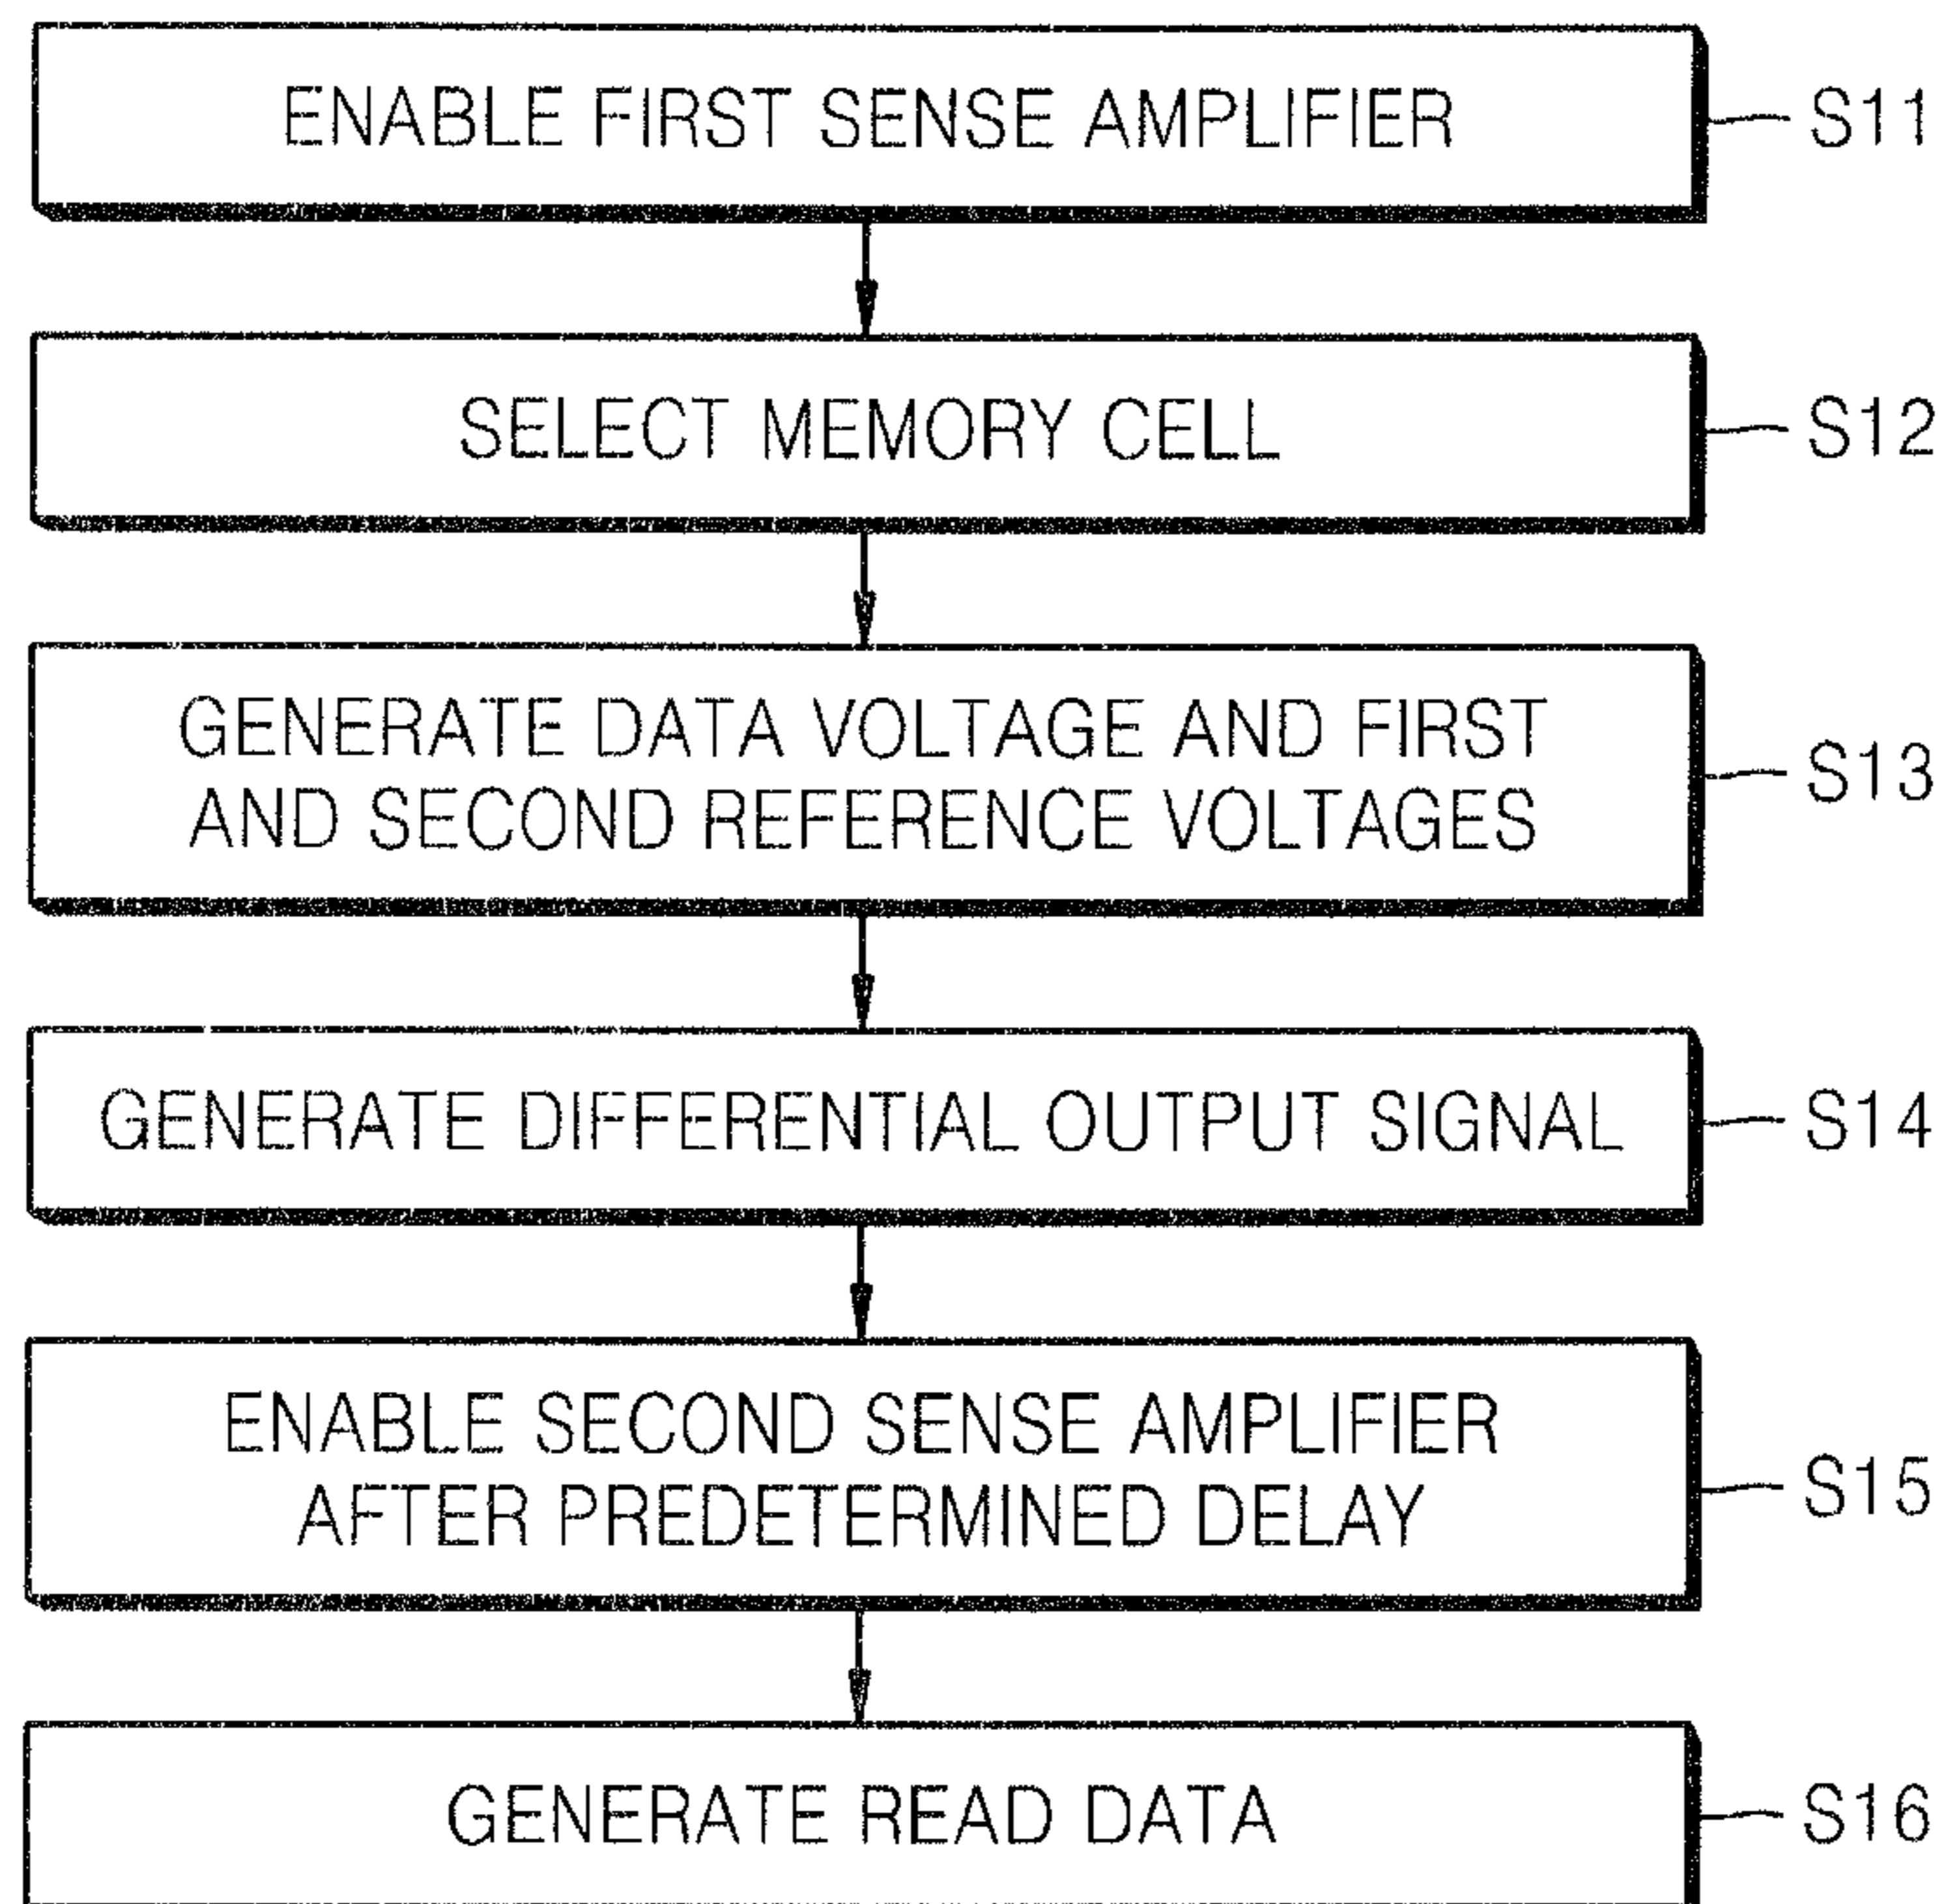 ENABLE FIRST SENSE AMPLIFIER
S11
SELECT MEMORY CELL
S12
GENERATE DATA VOLTAGE AND FIRST
AND SECOND REFERENCE VOLTAGES
S13
GENERATE DIFFERENTIAL OUTPUT SIGNAL
S14
ENABLE SECOND SENSE AMPLIFIER
AFTER PREDETERMINED DELAY
S15
GENERATE READ DATA
S16